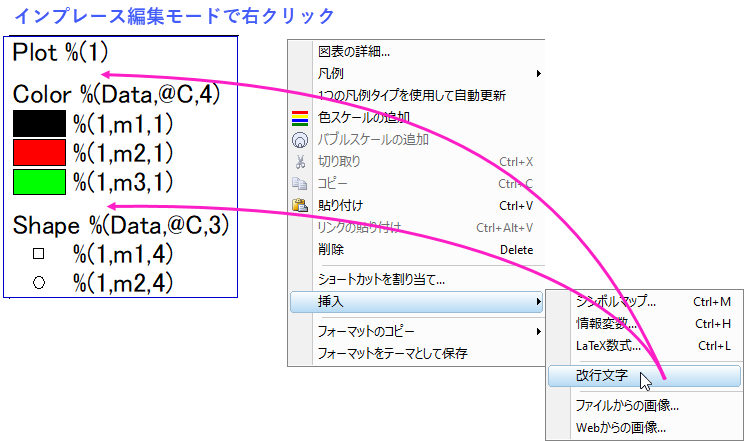 インプレース編集モードで右クリック
Plot %(1)
Color %(Data,@C,4)
%(1,m1,1)
%(1,m2,1)
%(1,m3,1)
Shape %(Data,@C,3)
%(1,m1,4)
%(1,m2,4)
図表の詳細...
凡例
1つの凡例タイプを使用して自動更新
色スケールの追加
バブルスケールの追加
切り取り Ctrl+X
コピー Ctrl+C
貼り付け Ctrl+V
リンクの貼り付け Ctrl+Alt+V
削除 Delete
ショートカットを割り当て...
挿入
フォーマットのコピー
フォーマットをテーマとして保存
シンボルマップ... Ctrl+M
情報変数... Ctrl+H
LaTeX数式... Ctrl+L
改行文字
ファイルからの画像...
Webからの画像...